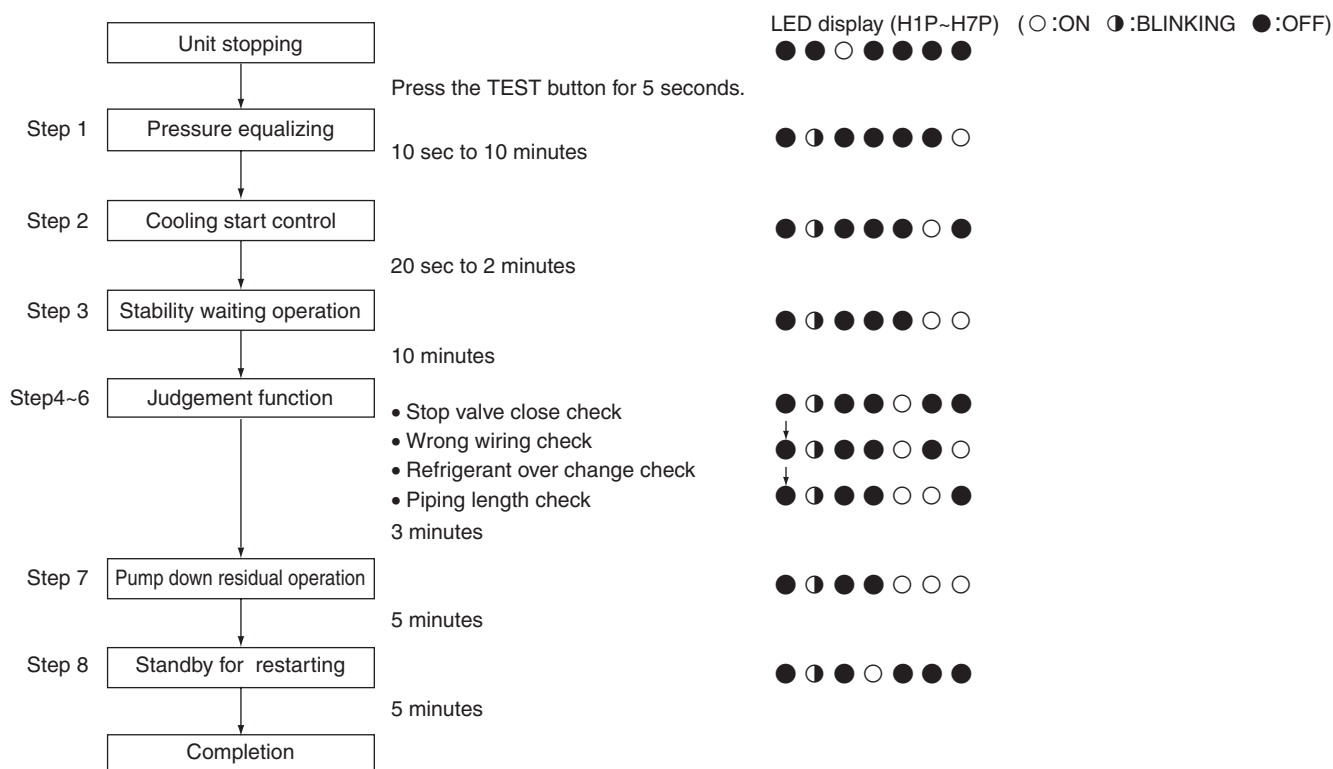 LED display (H1P~H7P) ( ○:ON ◑:BLINKING ●:OFF)
Unit stopping
●●○●●●●
Press the TEST button for 5 seconds.
Step 1 Pressure equalizing
●◑●●●●○
10 sec to 10 minutes
Step 2 Cooling start control
●◑●●●○●
20 sec to 2 minutes
Step 3 Stability waiting operation
●◑●●●○○
10 minutes
Step4~6 Judgement function
●◑●●○●●
• Stop valve close check
• Wrong wiring check
●◑●●○●○
• Refrigerant over change check
• Piping length check
●◑●●○○●
3 minutes
Step 7 Pump down residual operation
●◑●●○○○
5 minutes
Step 8 Standby for restarting
●◑●○●●●
5 minutes
Completion